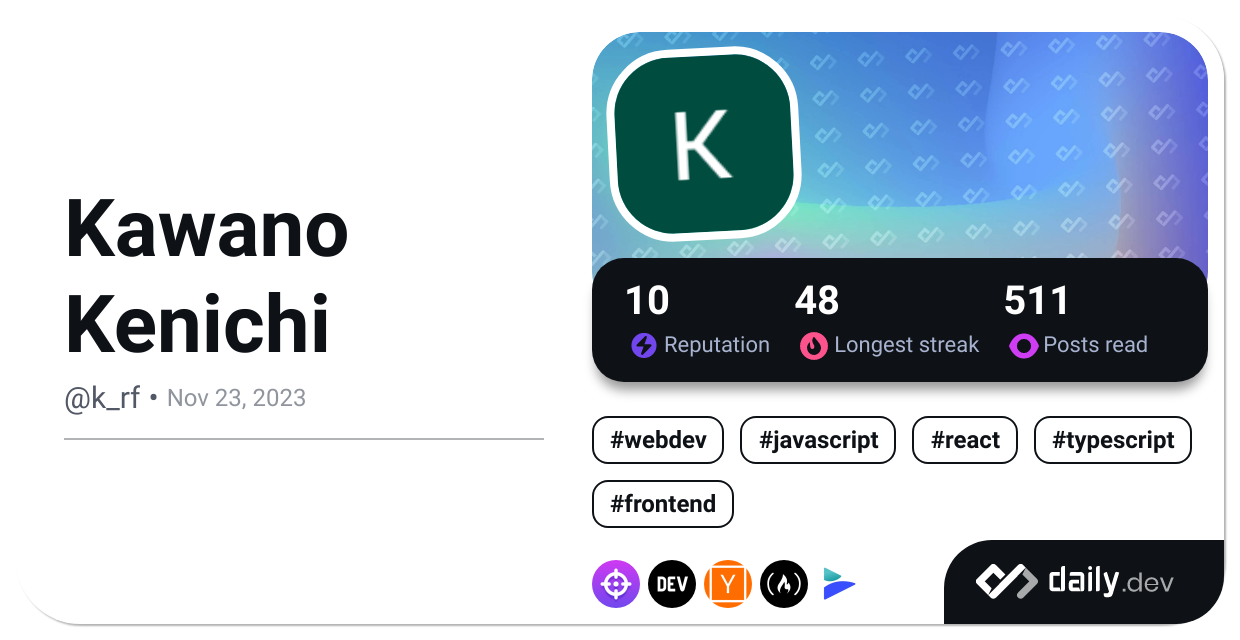 Kawano
Kenichi
@k_rf • Nov 23, 2023
K
10 48 511
Reputation Longest streak Posts read
#webdev #javascript #react #typescript
#frontend
DEV Y
daily.dev